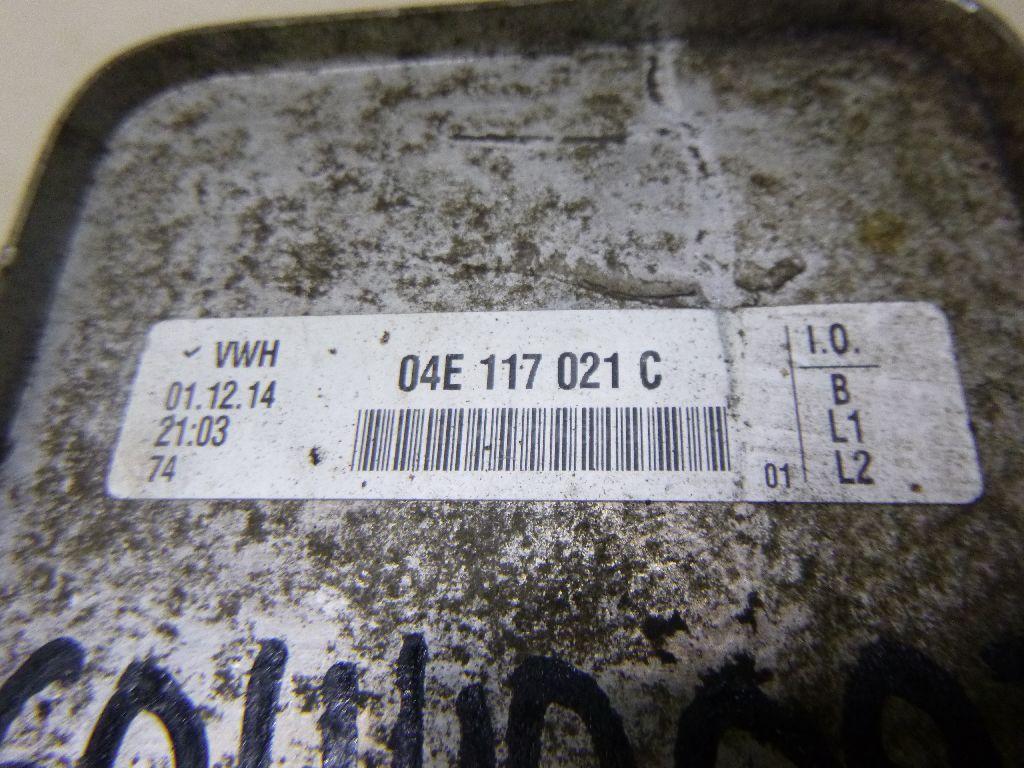 ✓ VWH
01.12.14
21:03
74
04E 117 021 C
01
I.O.
B
L1
L2